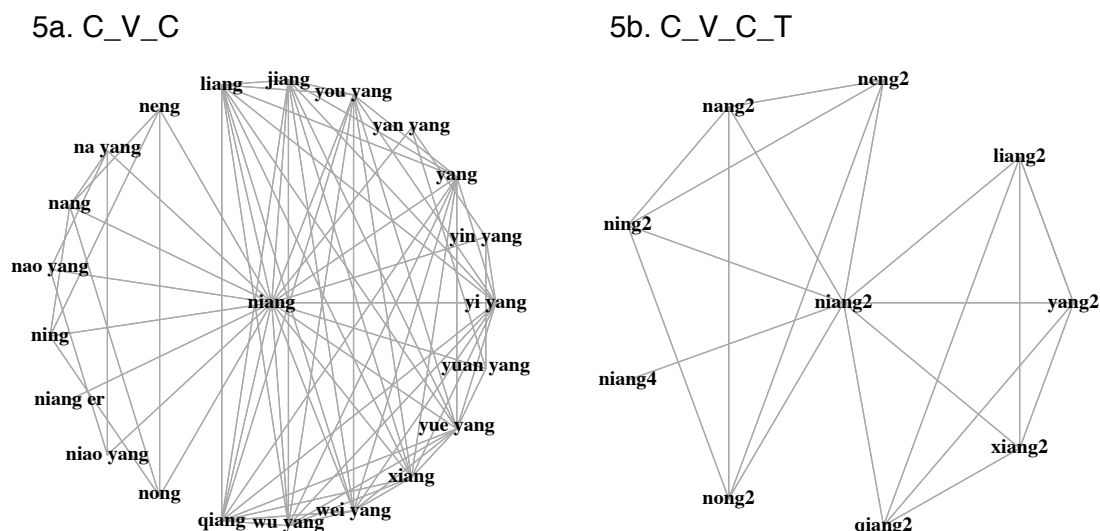 5a. C_V_C
5b. C_V_C_T
liang
jiang
you yang
yan yang
yang
yin yang
yi yang
yuan yang
yue yang
xiang
wei yang
wu yang
qiang
nong
niao yang
niang er
ning
nao yang
nang
na yang
neng
niang
neng2
nang2
liang2
ning2
niang2
yang2
niang4
xiang2
nong2
qiang2